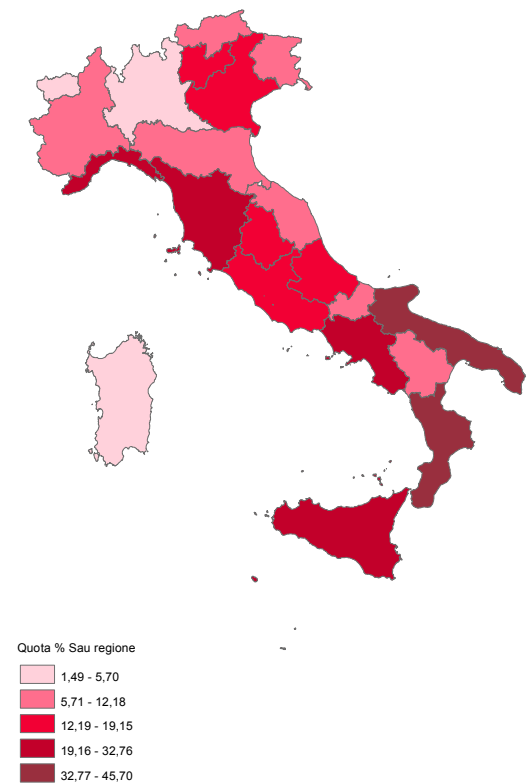 Quota % Sau regione
1,49 - 5,70
5,71 - 12,18
12,19 - 19,15
19,16 - 32,76
32,77 - 45,70